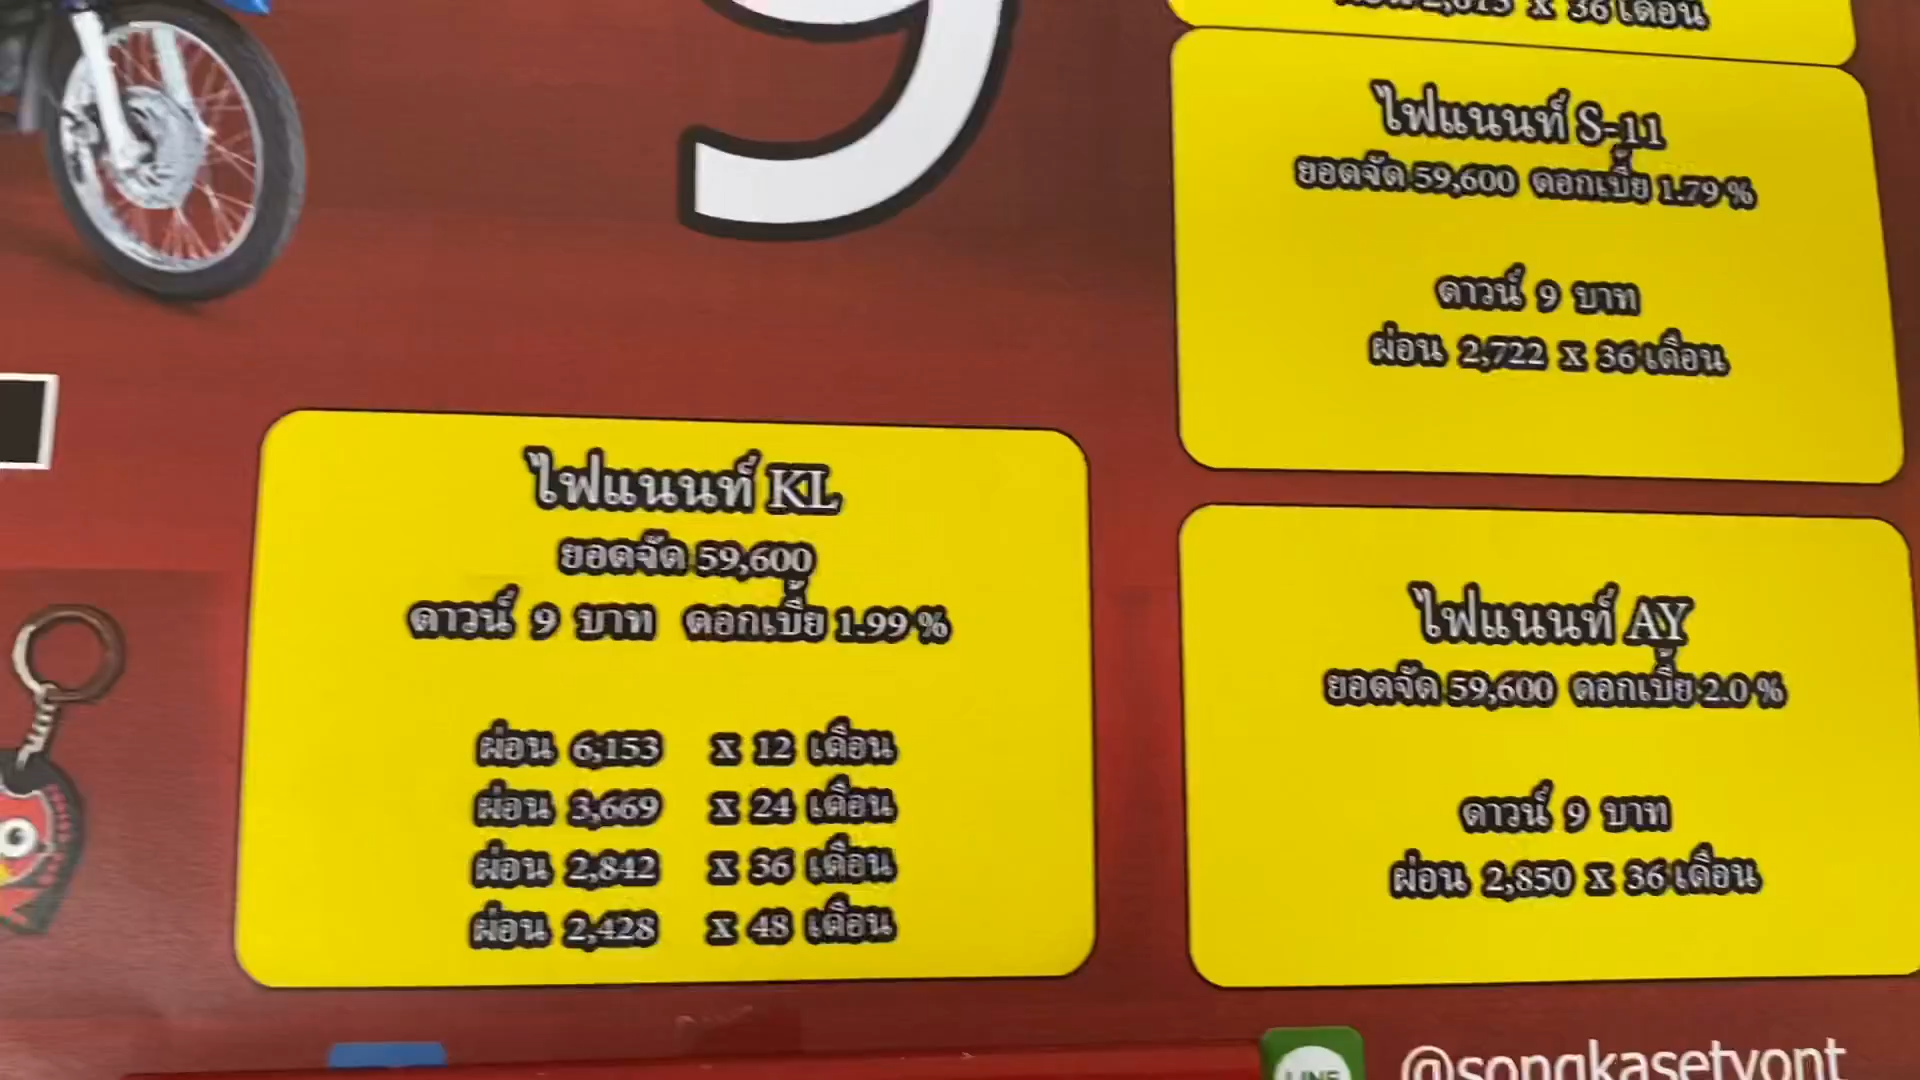 9
x 36 เดือน
ไฟแนนท์ S-11
ยอดจัด 59,600 ดอกเบี้ย 1.79 %
ดาวน์ 9 บาท
ผ่อน 2,722 x 36 เดือน
ไฟแนนท์ KL
ยอดจัด 59,600
ดาวน์ 9 บาท ดอกเบี้ย 1.99 %
ผ่อน 6,153 x 12 เดือน
ผ่อน 3,669 x 24 เดือน
ผ่อน 2,842 x 36 เดือน
ผ่อน 2,428 x 48 เดือน
ไฟแนนท์ AY
ยอดจัด 59,600 ดอกเบี้ย 2.0 %
ดาวน์ 9 บาท
ผ่อน 2,850 x 36 เดือน
LINE
@songkasetyont